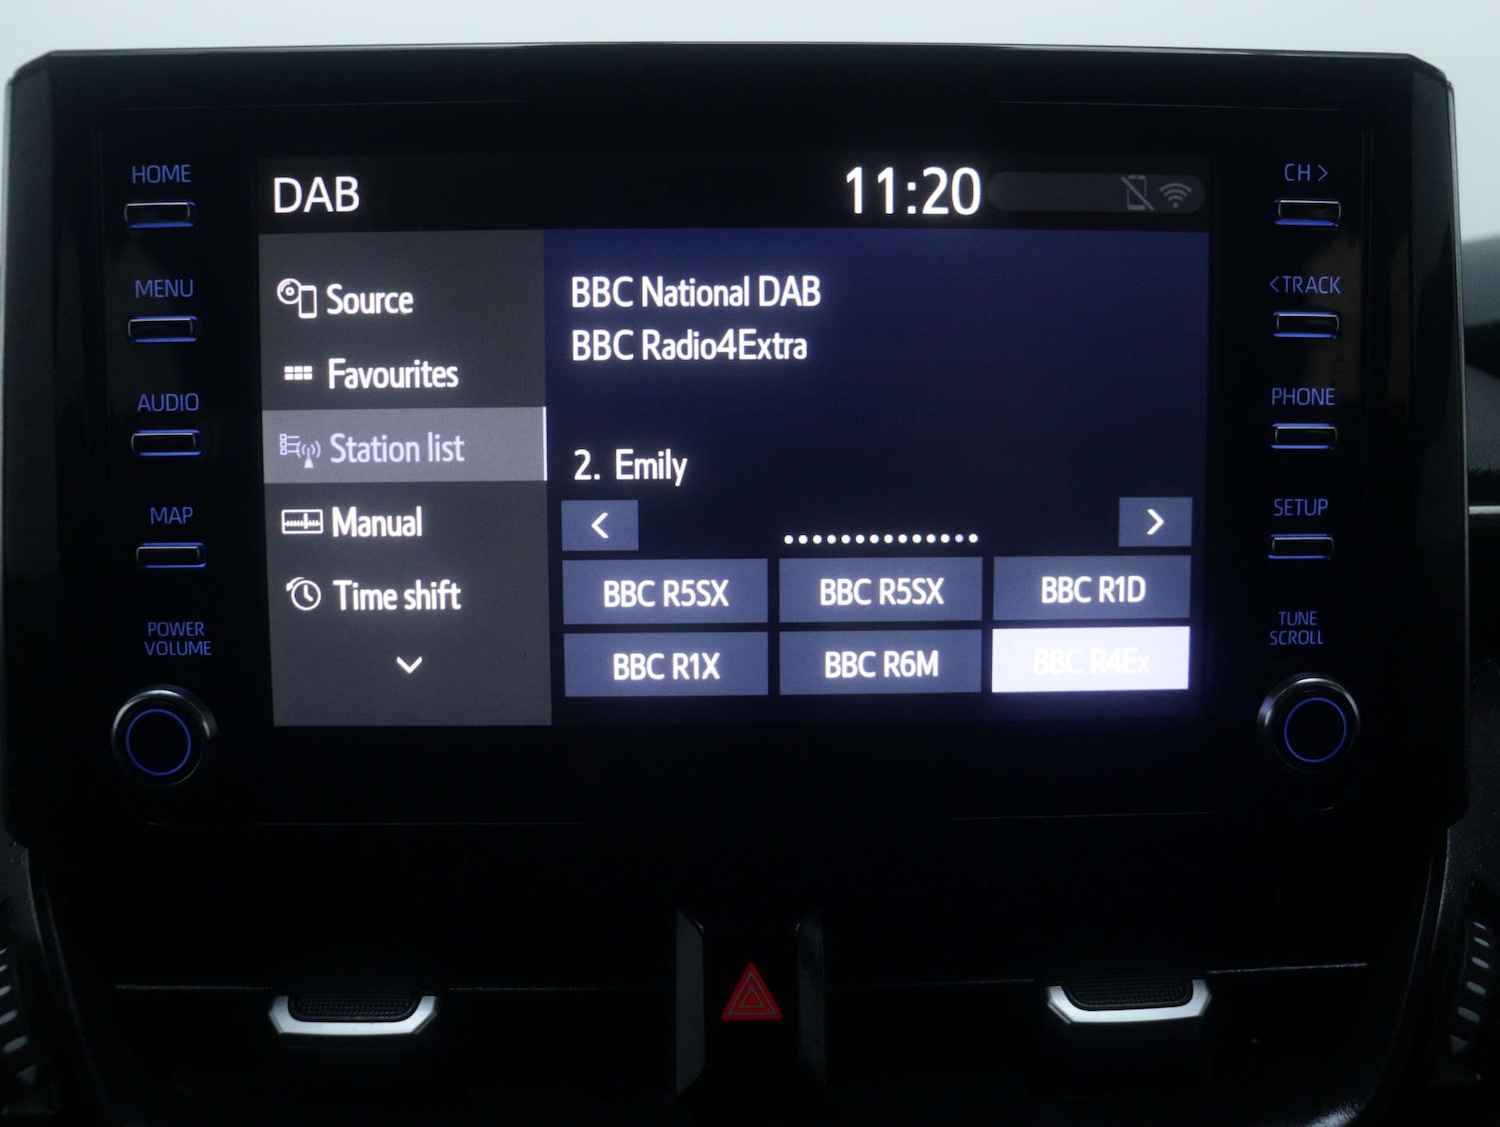 HOME
MENU
AUDIO
MAP
POWER
VOLUME
DAB
11:20
Source
Favourites
Station list
Manual
Time shift
BBC National DAB
BBC Radio4Extra
2. Emily
BBC R5SX
BBC R5SX
BBC R1D
BBC R1X
BBC R6M
BBC R4Ex
CH >
< TRACK
PHONE
SETUP
TUNE
SCROLL